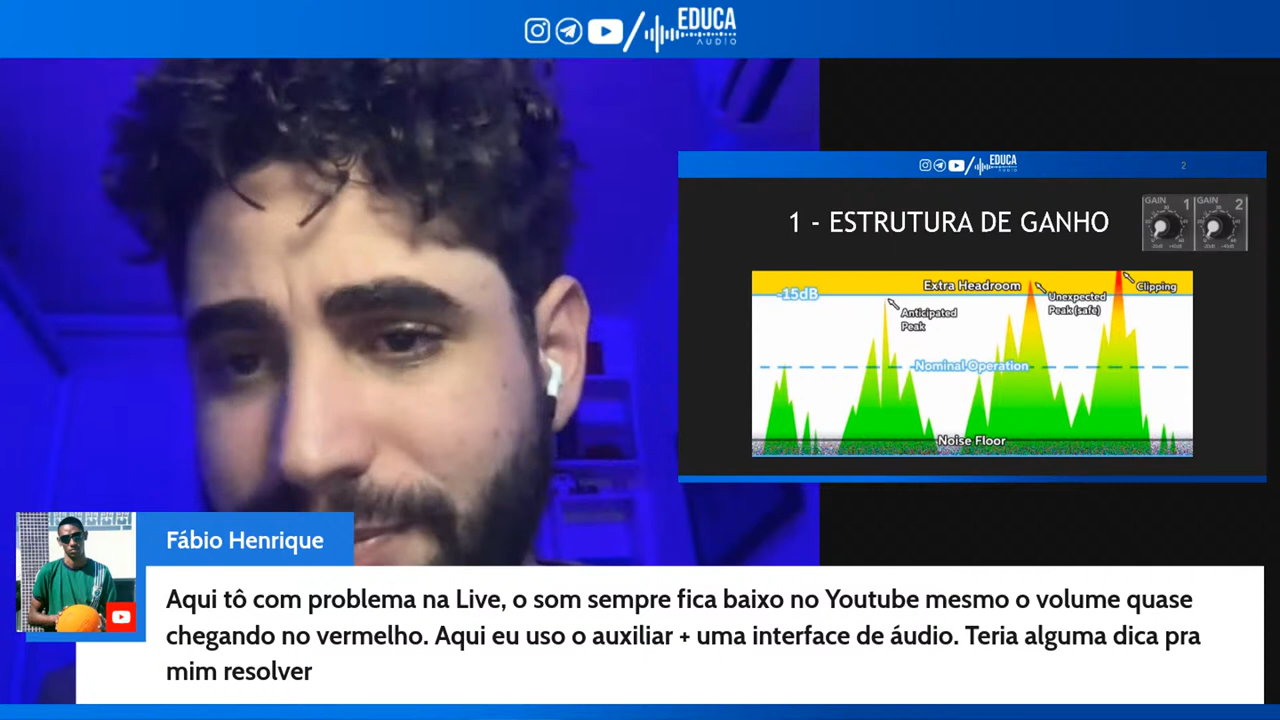 EDUCA
AUDIO
EDUCA
AUDIO
2
1 - ESTRUTURA DE GANHO
GAIN 1 GAIN 2
-15dB
Extra Headroom
Clipping
Unexpected
Peak (safe)
Anticipated
Peak
Nominal Operation
Noise Floor
Fábio Henrique
Aqui tô com problema na Live, o som sempre fica baixo no Youtube mesmo o volume quase
chegando no vermelho. Aqui eu uso o auxiliar + uma interface de áudio. Teria alguma dica pra
mim resolver